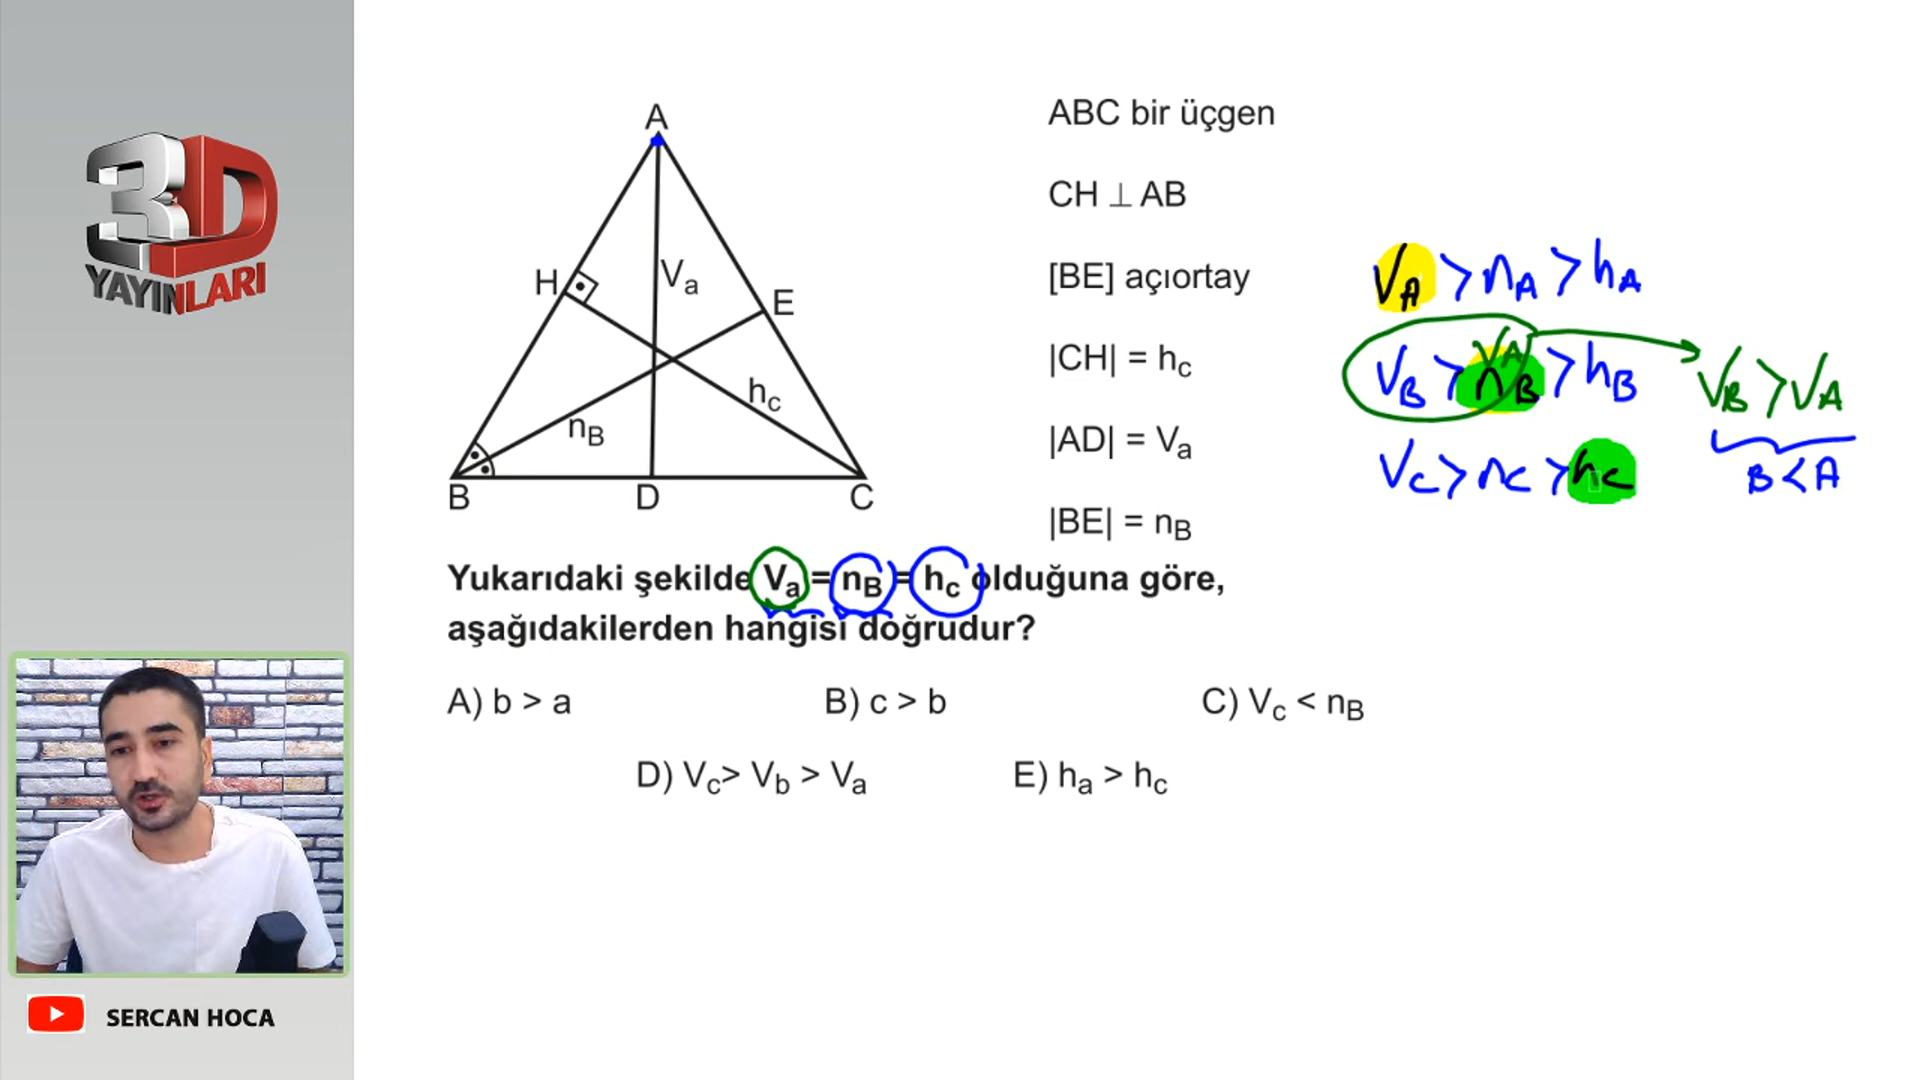 3D
YAYINLARI
A
H
Va
E
hc
nB
B
D
C
ABC bir üçgen
CH ⊥ AB
[BE] açıortay
|CH| = hc
|AD| = Va
|BE| = nB
VA > nA > hA
VA
VB > nB > hB
VB > VA
Vc > nc > hc
B < A
Yukarıdaki şekilde Va = nB = hc olduğuna göre,
aşağıdakilerden hangisi doğrudur?
A) b > a
B) c > b
C) Vc < nB
D) Vc> Vb > Va
E) ha > hc
SERCAN HOCA